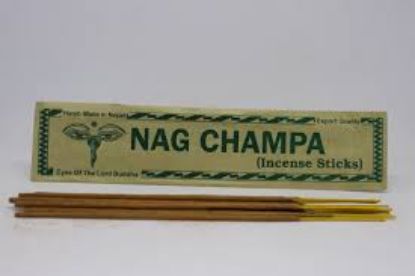 Hand Made in Nepal
Export Quality
NAG CHAMPA
(Incense Sticks)
Eyes Of The Lord Buddha